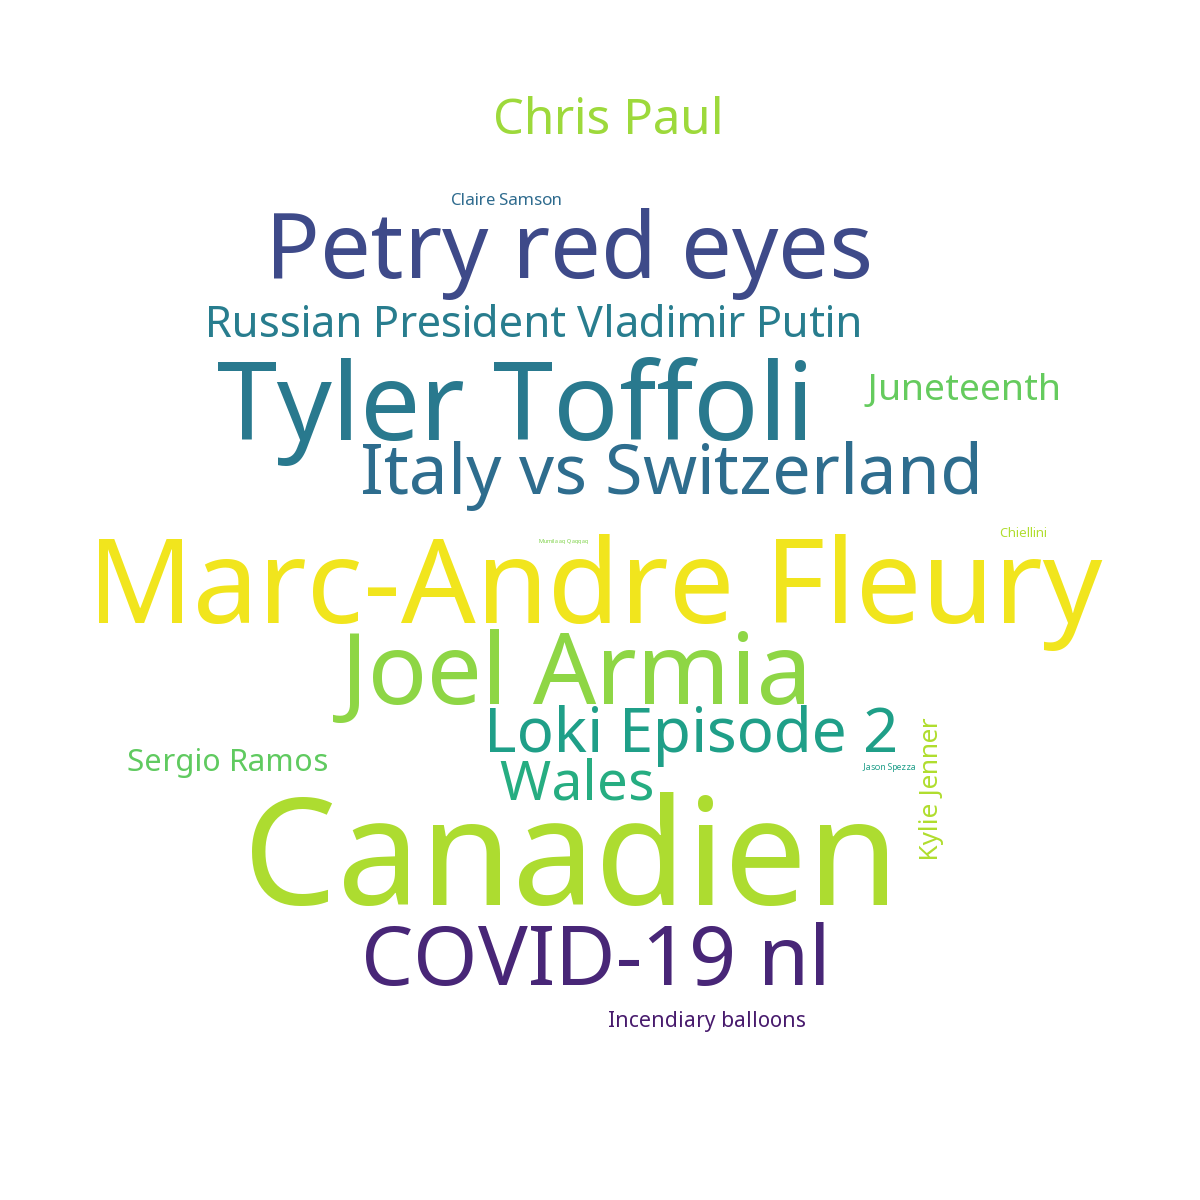 Chris Paul
Claire Samson
Petry red eyes
Russian President Vladimir Putin
Tyler Toffoli
Juneteenth
Italy vs Switzerland
Chiellini
Mumilaaq Qaqqaq
Marc-Andre Fleury
Joel Armia
Loki Episode 2
Sergio Ramos
Wales
Jason Spezza
Kylie Jenner
Canadien
COVID-19 nl
Incendiary balloons